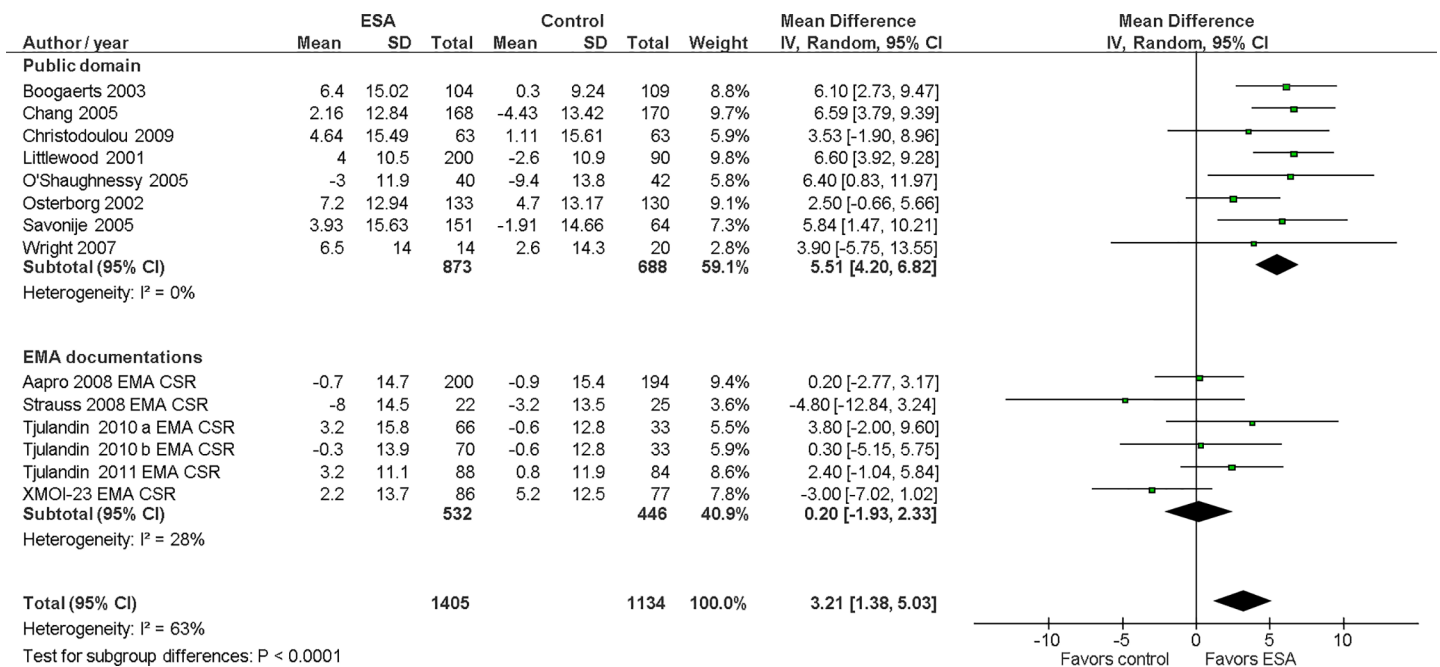 ESA Control Mean Difference Mean Difference
Author / year Mean SD Total Mean SD Total Weight IV, Random, 95% CI IV, Random, 95% CI
Public domain
Boogaerts 2003 6.4 15.02 104 0.3 9.24 109 8.8% 6.10 [2.73, 9.47]
Chang 2005 2.16 12.84 168 -4.43 13.42 170 9.7% 6.59 [3.79, 9.39]
Christodoulou 2009 4.64 15.49 63 1.11 15.61 63 5.9% 3.53 [-1.90, 8.96]
Littlewood 2001 4 10.5 200 -2.6 10.9 90 9.8% 6.60 [3.92, 9.28]
O'Shaughnessy 2005 -3 11.9 40 -9.4 13.8 42 5.8% 6.40 [0.83, 11.97]
Osterborg 2002 7.2 12.94 133 4.7 13.17 130 9.1% 2.50 [-0.66, 5.66]
Savonije 2005 3.93 15.63 151 -1.91 14.66 64 7.3% 5.84 [1.47, 10.21]
Wright 2007 6.5 14 14 2.6 14.3 20 2.8% 3.90 [-5.75, 13.55]
Subtotal (95% CI) 873 688 59.1% 5.51 [4.20, 6.82]
Heterogeneity: I² = 0%
EMA documentations
Aapro 2008 EMA CSR -0.7 14.7 200 -0.9 15.4 194 9.4% 0.20 [-2.77, 3.17]
Strauss 2008 EMA CSR -8 14.5 22 -3.2 13.5 25 3.6% -4.80 [-12.84, 3.24]
Tjulandin 2010 a EMA CSR 3.2 15.8 66 -0.6 12.8 33 5.5% 3.80 [-2.00, 9.60]
Tjulandin 2010 b EMA CSR -0.3 13.9 70 -0.6 12.8 33 5.9% 0.30 [-5.15, 5.75]
Tjulandin 2011 EMA CSR 3.2 11.1 88 0.8 11.9 84 8.6% 2.40 [-1.04, 5.84]
XMOI-23 EMA CSR 2.2 13.7 86 5.2 12.5 77 7.8% -3.00 [-7.02, 1.02]
Subtotal (95% CI) 532 446 40.9% 0.20 [-1.93, 2.33]
Heterogeneity: I² = 28%
Total (95% CI) 1405 1134 100.0% 3.21 [1.38, 5.03]
Heterogeneity: I² = 63%
Test for subgroup differences: P < 0.0001
-10 -5 0 5 10
Favors control Favors ESA